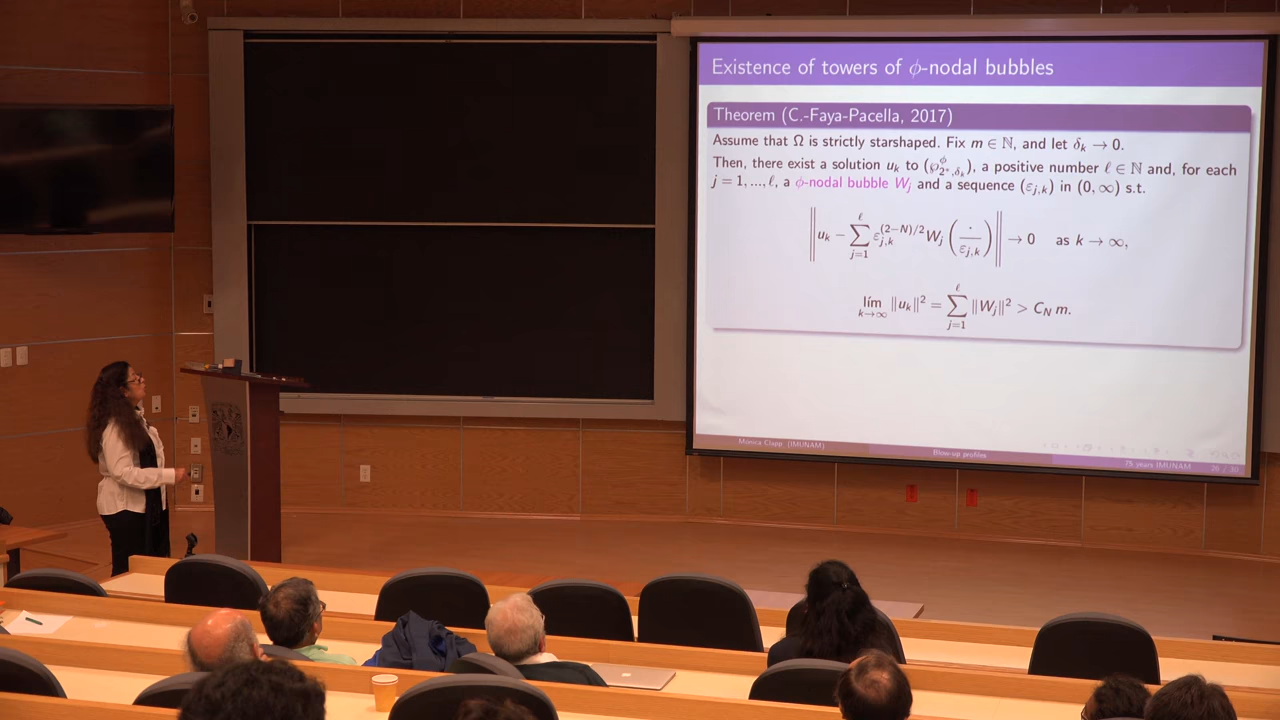 Existence of towers of ϕ-nodal bubbles
Theorem (C.-Faya-Pacella, 2017)
Assume that Ω is strictly starshaped. Fix m ∈ ℕ, and let δ_k → 0.
Then, there exist a solution u_k to (℘^ϕ_{2*,δ_k}), a positive number ℓ ∈ ℕ and, for each
j = 1, ..., ℓ, a ϕ-nodal bubble W_j and a sequence (ε_{j,k}) in (0, ∞) s.t.
‖u_k − ∑_{j=1}^{ℓ} ε_{j,k}^{(2−N)/2} W_j (·/ε_{j,k})‖ → 0 as k → ∞,
lím_{k→∞} ‖u_k‖² = ∑_{j=1}^{ℓ} ‖W_j‖² > C_N m.
Monica Clapp (IMUNAM)
Blow-up profiles
75 years IMUNAM
26 / 30